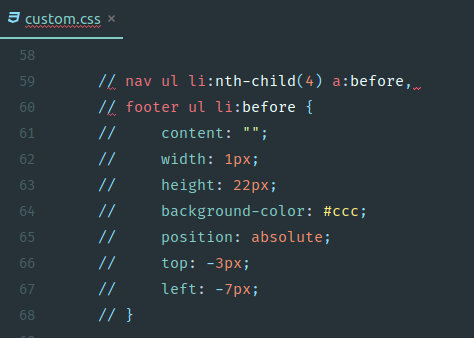 custom.css ×
58
59 // nav ul li:nth-child(4) a:before,
60 // footer ul li:before {
61 //     content: "";
62 //     width: 1px;
63 //     height: 22px;
64 //     background-color: #ccc;
65 //     position: absolute;
66 //     top: -3px;
67 //     left: -7px;
68 // }